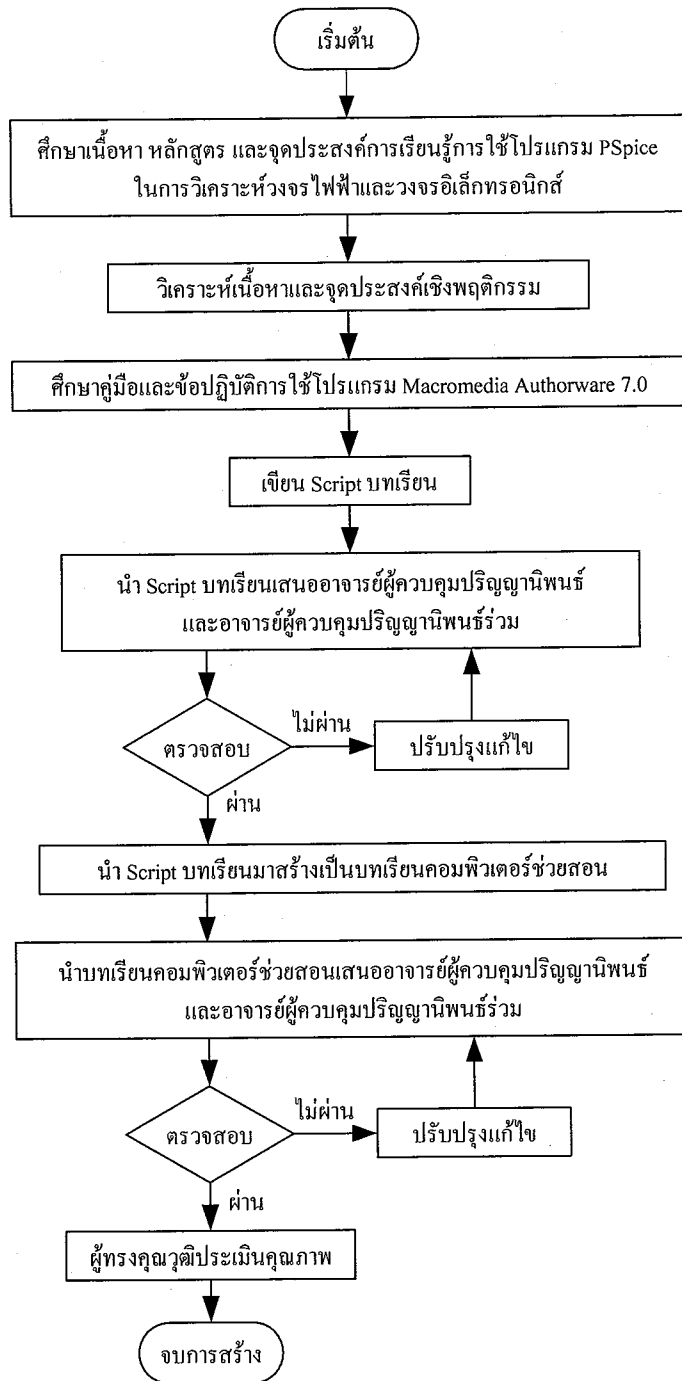 เริ่มต้น
ศึกษาเนื้อหา หลักสูตร และจุดประสงค์การเรียนรู้การใช้โปรแกรม PSpice
ในการวิเคราะห์วงจรไฟฟ้าและวงจรอิเล็กทรอนิกส์
วิเคราะห์เนื้อหาและจุดประสงค์เชิงพฤติกรรม
ศึกษาคู่มือและข้อปฏิบัติการใช้โปรแกรม Macromedia Authorware 7.0
เขียน Script บทเรียน
นำ Script บทเรียนเสนออาจารย์ผู้ควบคุมปริญญานิพนธ์
และอาจารย์ผู้ควบคุมปริญญานิพนธ์ร่วม
ตรวจสอบ
ไม่ผ่าน
ปรับปรุงแก้ไข
ผ่าน
นำ Script บทเรียนมาสร้างเป็นบทเรียนคอมพิวเตอร์ช่วยสอน
นำบทเรียนคอมพิวเตอร์ช่วยสอนเสนออาจารย์ผู้ควบคุมปริญญานิพนธ์
และอาจารย์ผู้ควบคุมปริญญานิพนธ์ร่วม
ตรวจสอบ
ไม่ผ่าน
ปรับปรุงแก้ไข
ผ่าน
ผู้ทรงคุณวุฒิประเมินคุณภาพ
จบการสร้าง